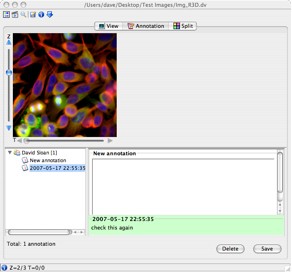 /Users/dave/Desktop/Test Images/Img_R3D.dv
View Annotation Split
Z
T
David Sloan [1]
New annotation
2007-05-17 22:55:35
New annotation
2007-05-17 22:55:35
check this again
Total: 1 annotation
Delete Save
Z=2/3 T=0/0